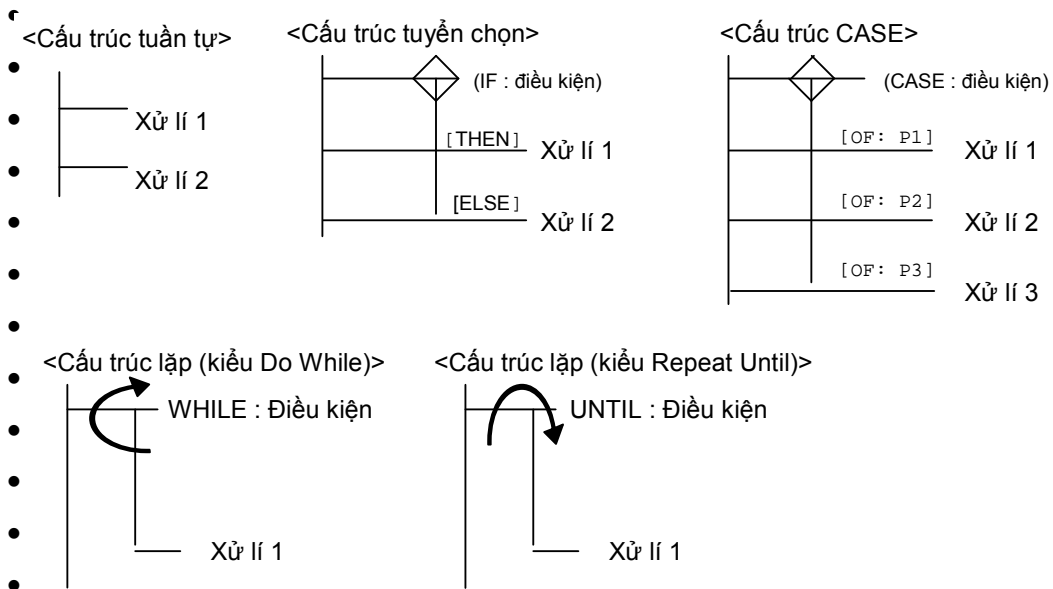 <Cấu trúc tuần tự>
Xử lí 1
Xử lí 2
<Cấu trúc tuyển chọn>
(IF : điều kiện)
[THEN]
Xử lí 1
[ELSE]
Xử lí 2
<Cấu trúc CASE>
(CASE : điều kiện)
[OF: P1]
Xử lí 1
[OF: P2]
Xử lí 2
[OF: P3]
Xử lí 3
<Cấu trúc lặp (kiểu Do While)>
WHILE : Điều kiện
Xử lí 1
<Cấu trúc lặp (kiểu Repeat Until)>
UNTIL : Điều kiện
Xử lí 1